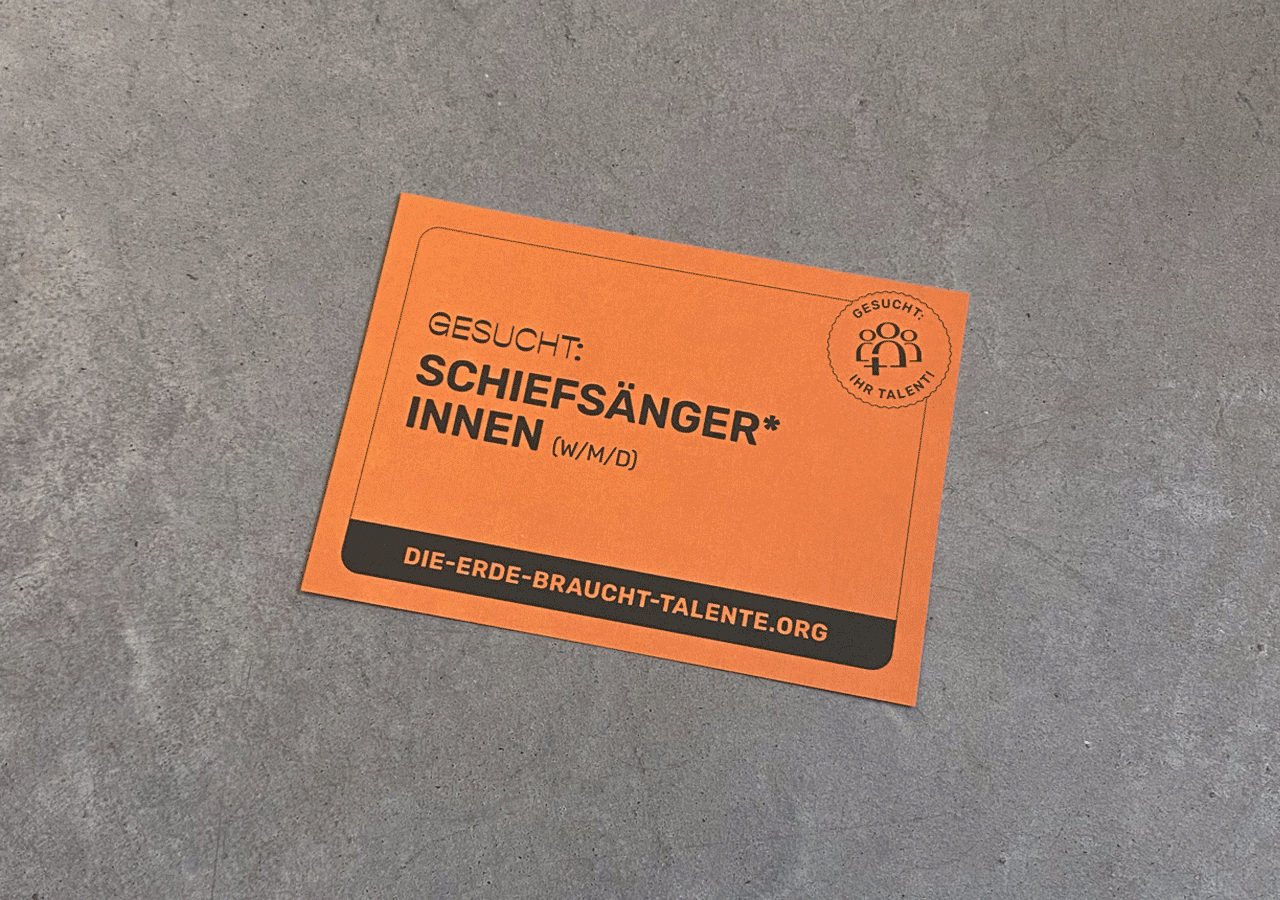 GESUCHT:
IHR TALENT!
GESUCHT:
SCHIEFSÄNGER*
INNEN (W/M/D)
DIE-ERDE-BRAUCHT-TALENTE.ORG